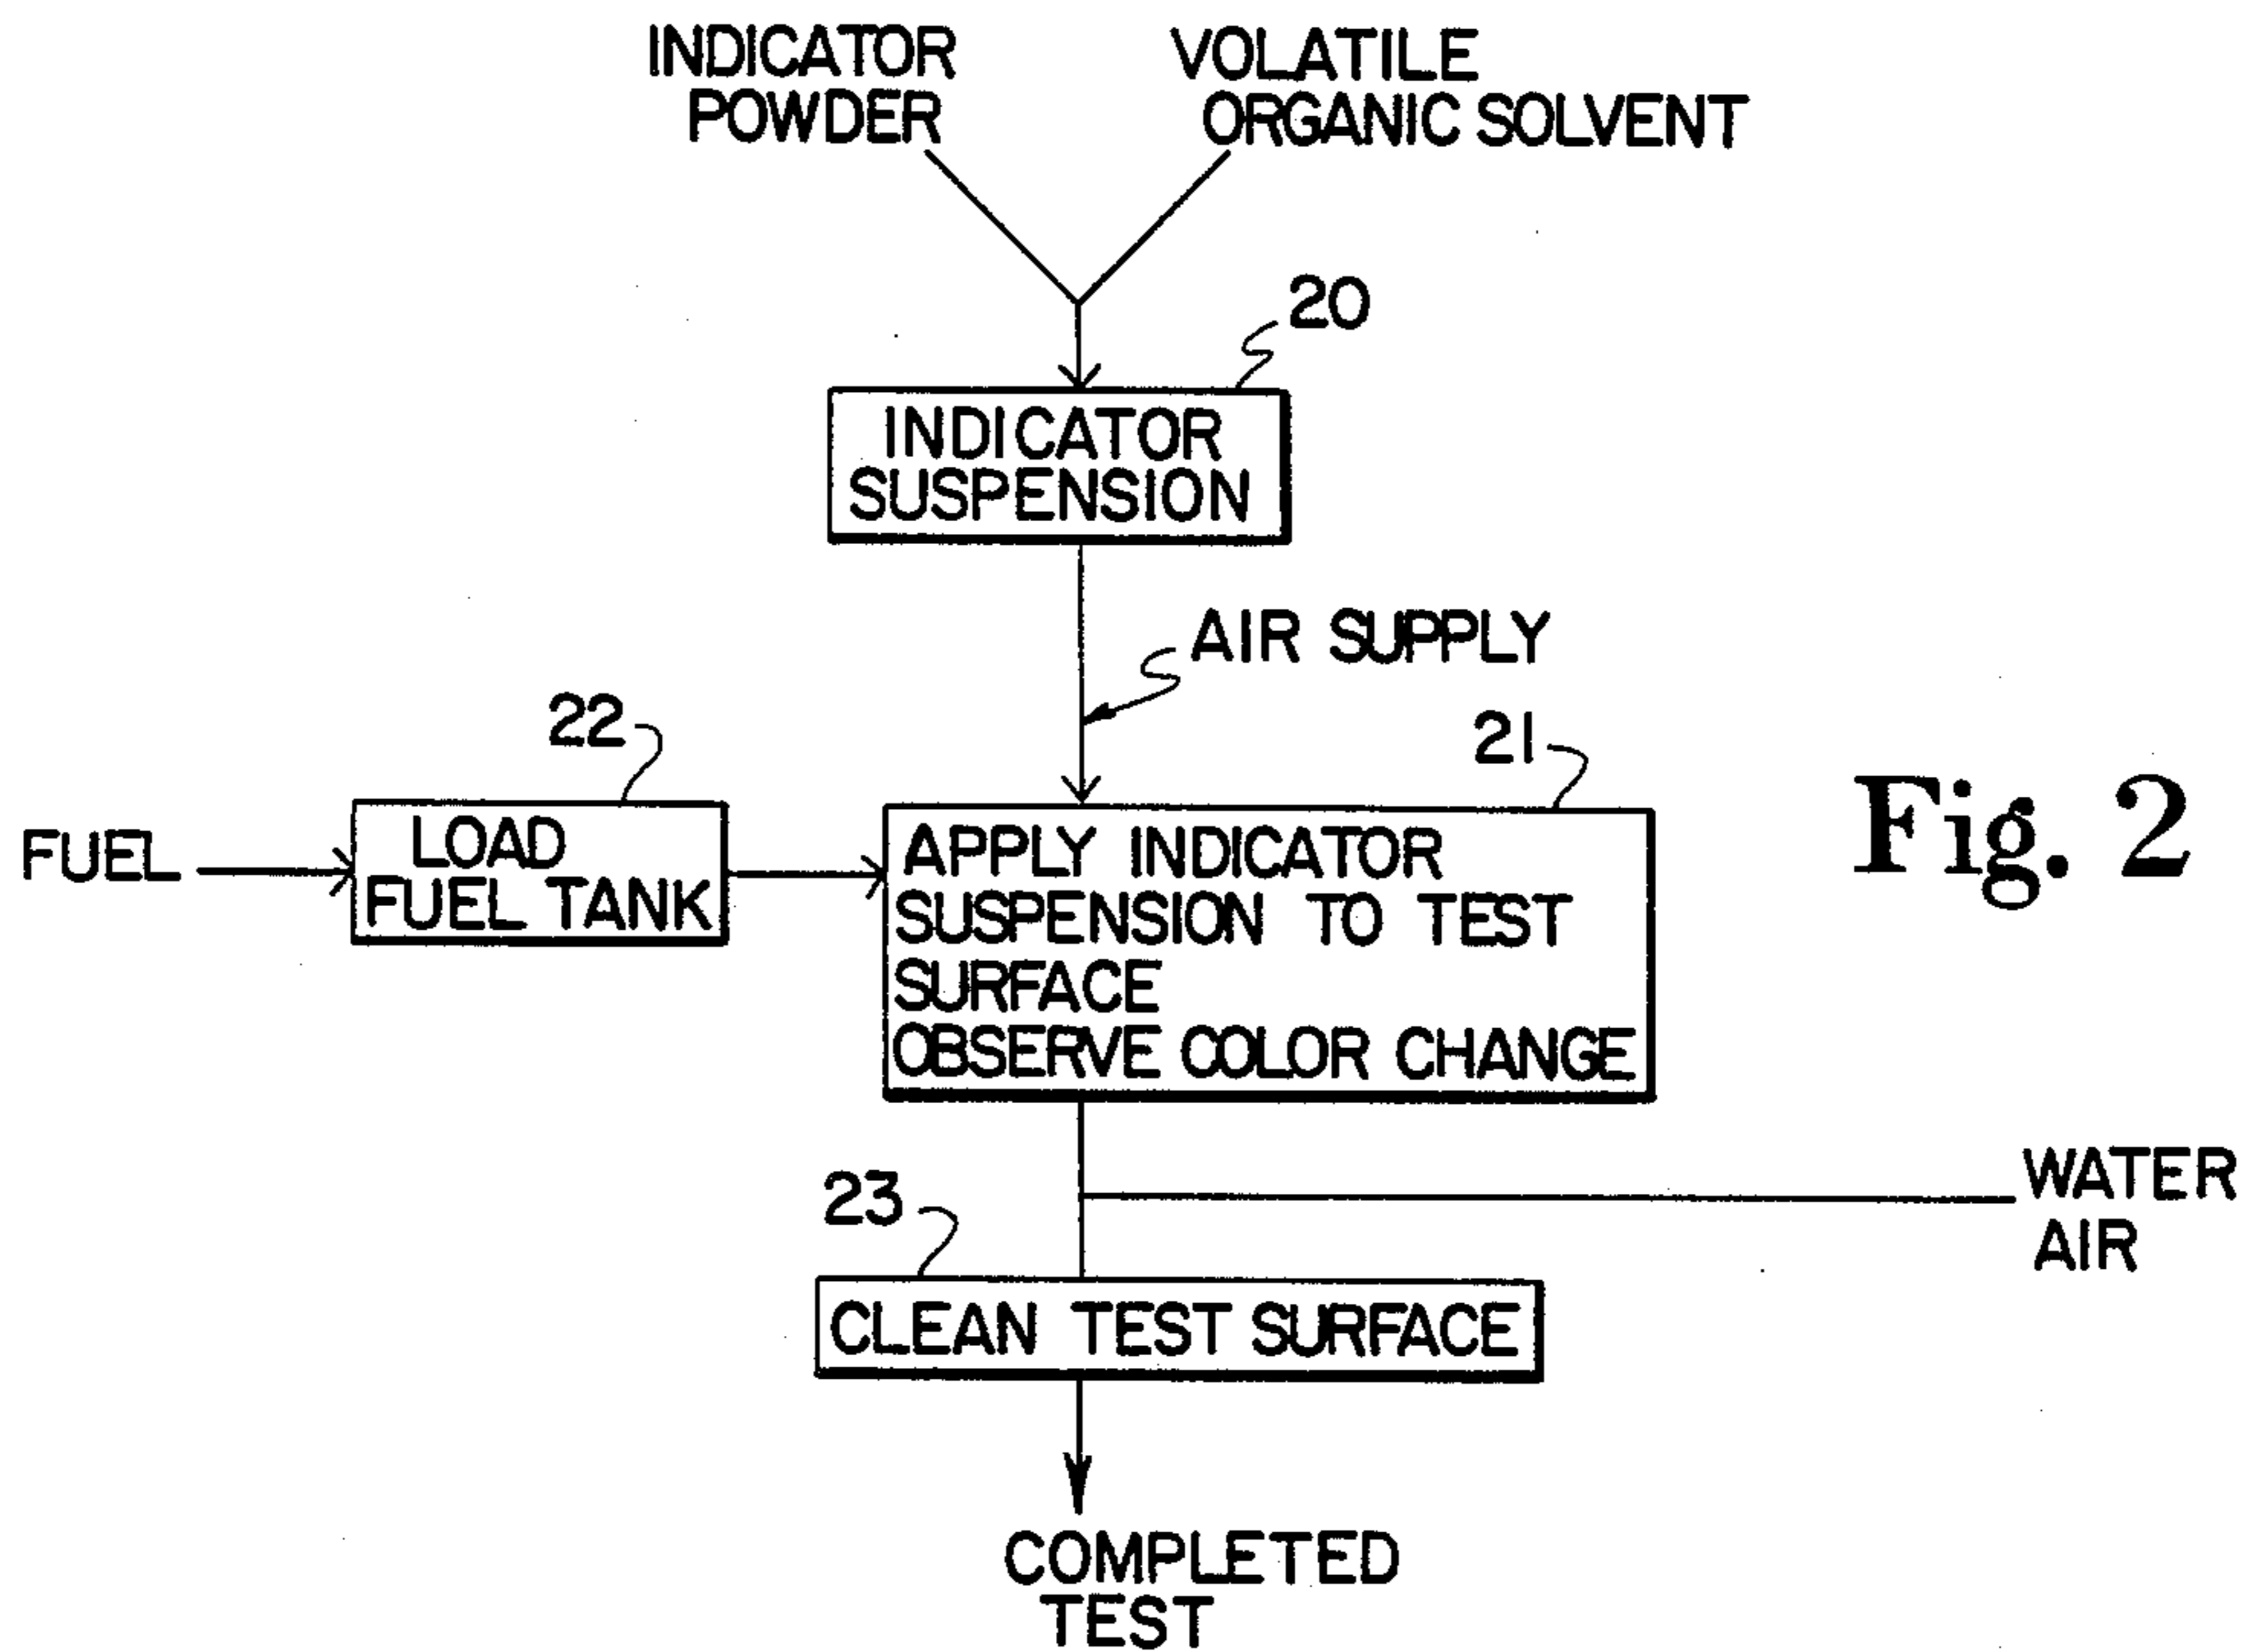 INDICATOR
POWDER
VOLATILE
ORGANIC SOLVENT
20
INDICATOR
SUSPENSION
AIR SUPPLY
22
21
FUEL
LOAD
FUEL TANK
APPLY INDICATOR
SUSPENSION TO TEST
SURFACE
OBSERVE COLOR CHANGE
Fig. 2
WATER
AIR
23
CLEAN TEST SURFACE
COMPLETED
TEST